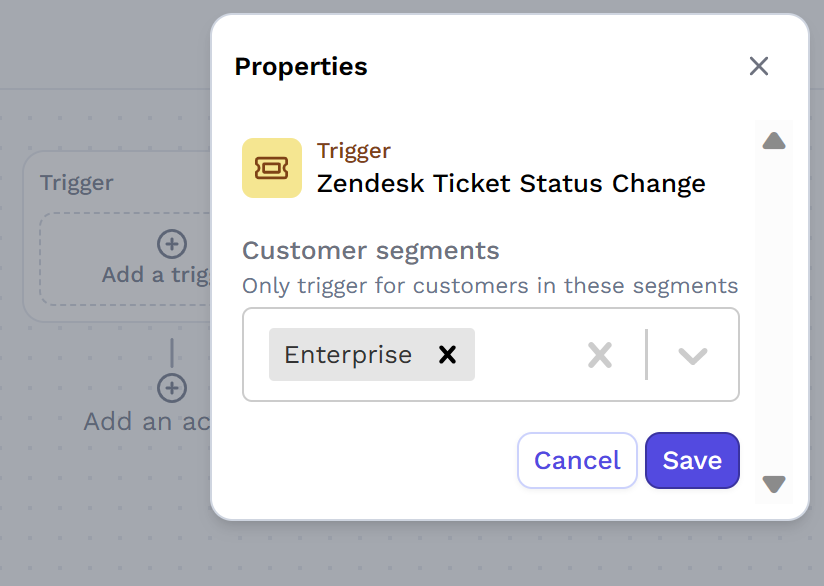 Properties
Trigger
Zendesk Ticket Status Change
Customer segments
Only trigger for customers in these segments
Enterprise
Cancel
Save
Trigger
Add a trig
Add an ac